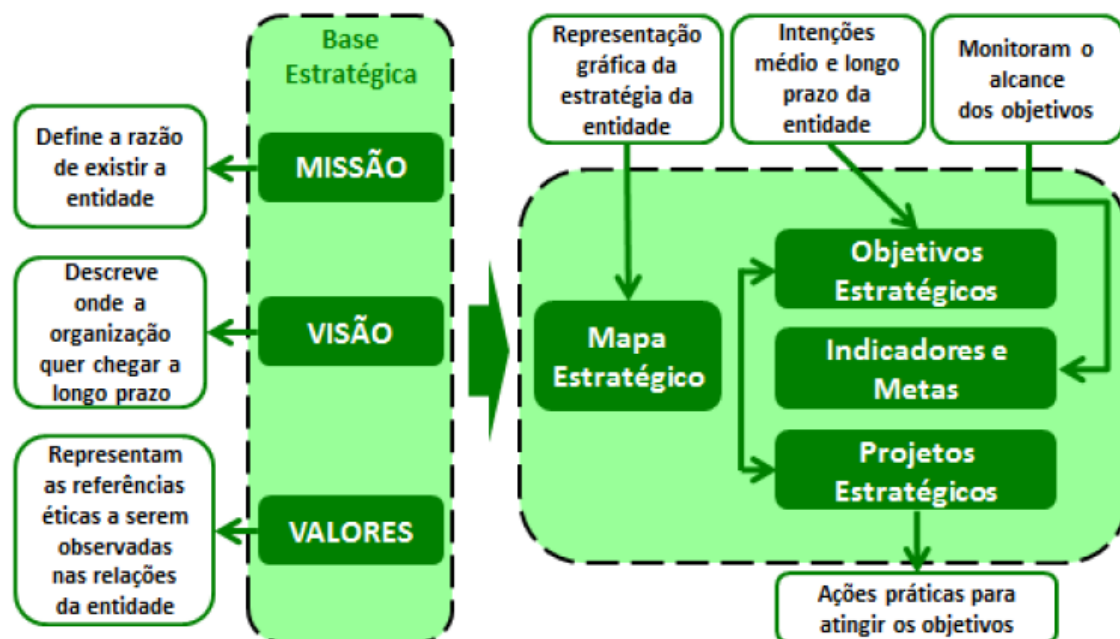 Base
Estratégica
Define a razão
de existir a
entidade
MISSÃO
Descreve
onde a
organização
quer chegar a
longo prazo
VISÃO
Representam
as referências
éticas a serem
observadas
nas relações
da entidade
VALORES
Representação
gráfica da
estratégia da
entidade
Intenções
médio e longo
prazo da
entidade
Monitoram o
alcance
dos objetivos
Mapa
Estratégico
Objetivos
Estratégicos
Indicadores e
Metas
Projetos
Estratégicos
Ações práticas para
atingir os objetivos